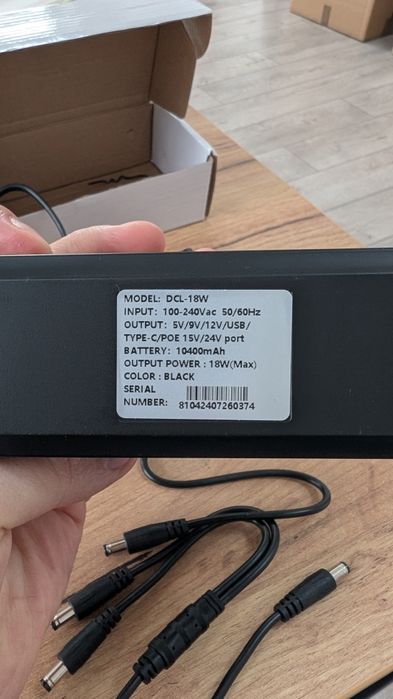 MODEL: DCL-18W
INPUT: 100-240Vac 50/60Hz
OUTPUT: 5V/9V/12V/USB/
TYPE-C/POE 15V/24V port
BATTERY: 10400mAh
OUTPUT POWER : 18W(Max)
COLOR : BLACK
SERIAL
NUMBER: 81042407260374